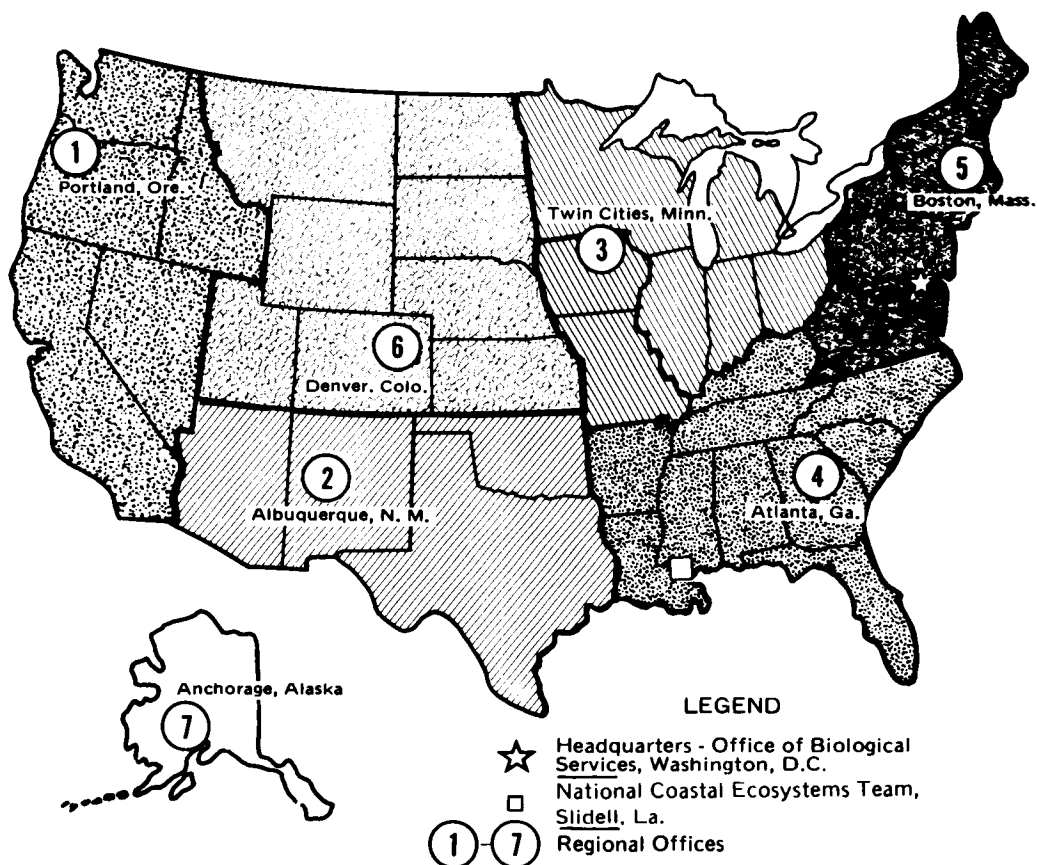 1
Portland, Ore.
5
Boston, Mass.
Twin Cities, Minn.
3
6
Denver. Colo.
2
Albuquerque, N. M.
4
Atlanta, Ga.
Anchorage, Alaska
7
LEGEND
Headquarters - Office of Biological
Services, Washington, D.C.
National Coastal Ecosystems Team,
Slidell, La.
1-7 Regional Offices